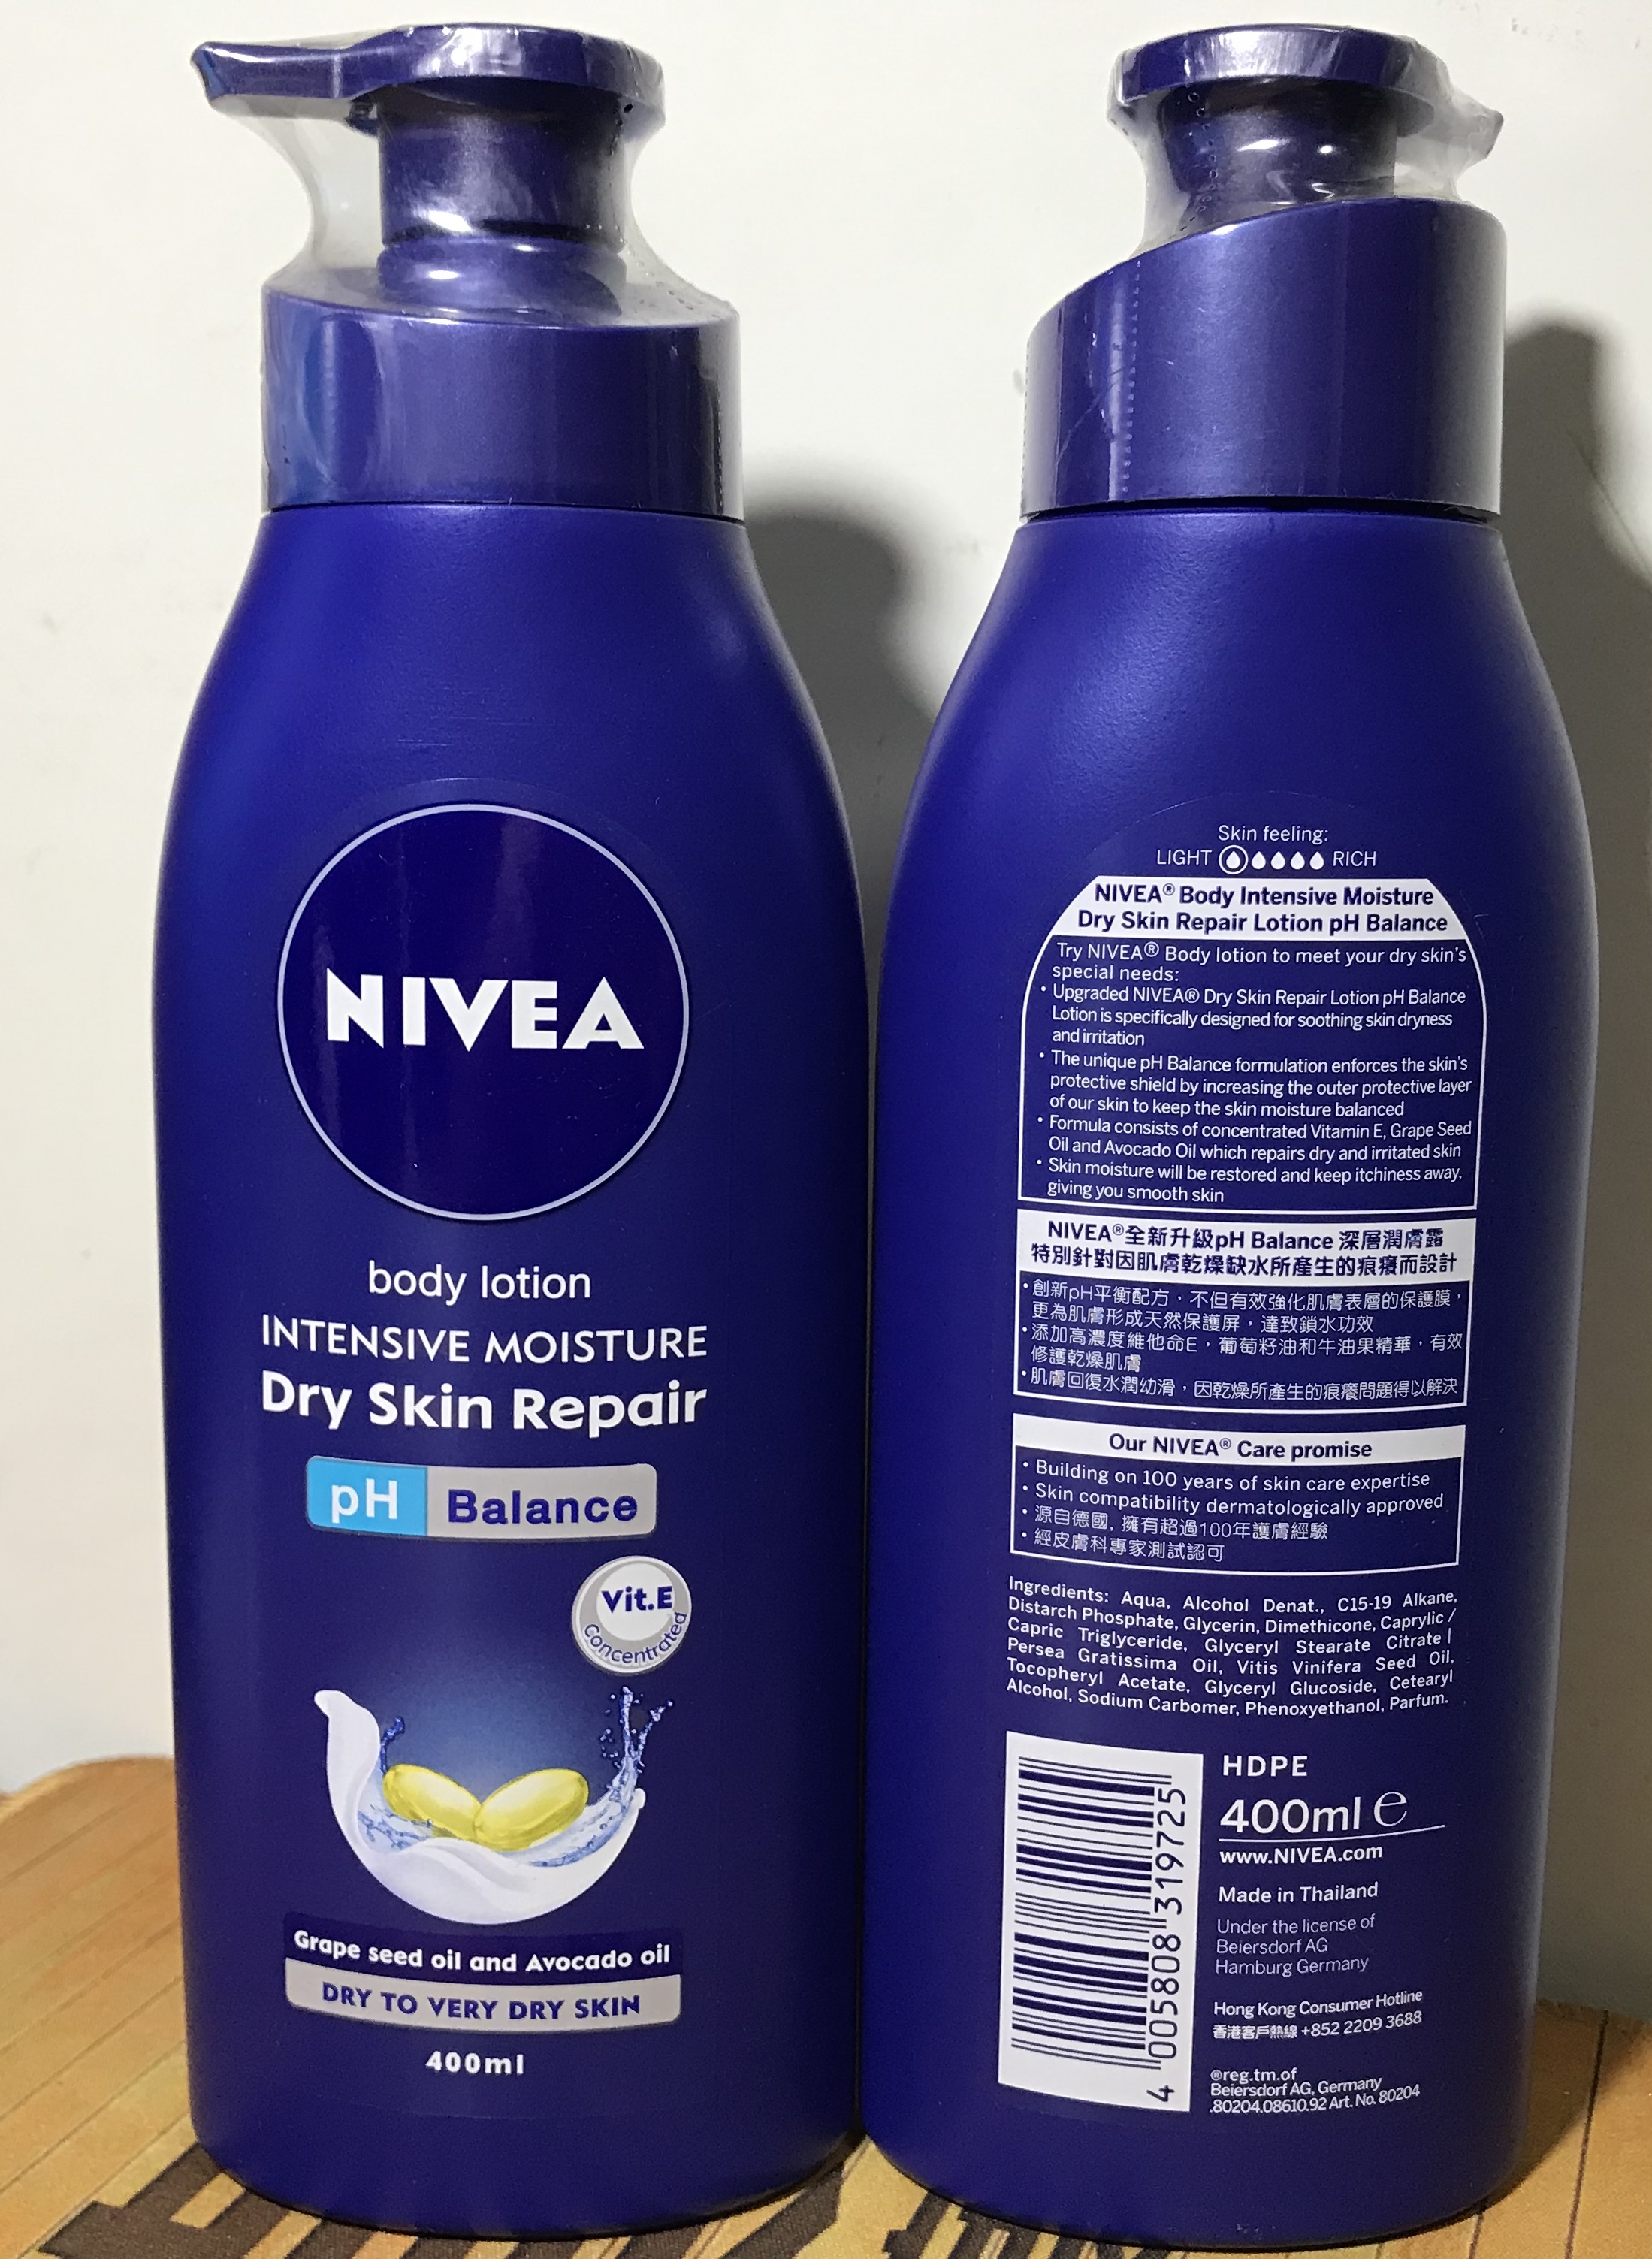 NIVEA
body lotion
INTENSIVE MOISTURE
Dry Skin Repair
pH Balance
Vit.E
Concentrated
Grape seed oil and Avocado oil
DRY TO VERY DRY SKIN
400ml
Skin feeling:
LIGHT RICH
NIVEA® Body Intensive Moisture
Dry Skin Repair Lotion pH Balance
Try NIVEA® Body lotion to meet your dry skin's
special needs:
• Upgraded NIVEA® Dry Skin Repair Lotion pH Balance
Lotion is specifically designed for soothing skin dryness
and irritation
• The unique pH Balance formulation enforces the skin's
protective shield by increasing the outer protective layer
of our skin to keep the skin moisture balanced
• Formula consists of concentrated Vitamin E, Grape Seed
Oil and Avocado Oil which repairs dry and irritated skin
• Skin moisture will be restored and keep itchiness away,
giving you smooth skin
NIVEA®全新升級pH Balance 深層潤膚露
特別針對因肌膚乾燥缺水所產生的痕癢而設計
•創新pH平衡配方，不但有效強化肌膚表層的保護膜，
更為肌膚形成天然保護屏，達致鎖水功效
•添加高濃度維他命E，葡萄籽油和牛油果精華，有效
修護乾燥肌膚
•肌膚回復水潤幼滑，因乾燥所產生的痕癢問題得以解決
Our NIVEA® Care promise
• Building on 100 years of skin care expertise
• Skin compatibility dermatologically approved
• 源自德國, 擁有超過100年護膚經驗
• 經皮膚科專家測試認可
Ingredients: Aqua, Alcohol Denat., C15-19 Alkane,
Distarch Phosphate, Glycerin, Dimethicone, Caprylic /
Capric Triglyceride, Glyceryl Stearate Citrate |
Persea Gratissima Oil, Vitis Vinifera Seed Oil,
Tocopheryl Acetate, Glyceryl Glucoside, Cetearyl
Alcohol, Sodium Carbomer, Phenoxyethanol, Parfum.
4 005808 319725
HDPE
400ml ℮
www.NIVEA.com
Made in Thailand
Under the license of
Beiersdorf AG
Hamburg Germany
Hong Kong Consumer Hotline
香港客戶熱線 +852 2209 3688
®reg.tm.of
Beiersdorf AG, Germany
.80204.08610.92 Art. No. 80204